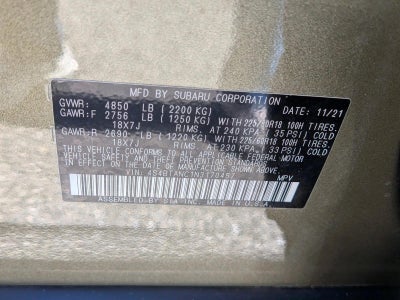 MFD BY SUBARU CORPORATION DATE: 11/21
GVWR: 4850 LB (2200 KG)
GAWR:F 2756 LB (1250 KG) WITH 225/60R18 100H TIRES.
18X7J RIMS. AT 240 KPA (35 PSI) COLD
GAWR:R 2690 LB (1220 KG) WITH 225/60R18 100H TIRES.
18X7J RIMS. AT 230 KPA (33 PSI) COLD
THIS VEHICLE CONFORMS TO ALL APPLICABLE FEDERAL MOTOR
VEHICLE SAFETY AND THEFT PREVENTION STANDARDS
IN EFFECT ON THE DATE OF MANUFACTURE SHOWN ABOVE.
VIN: MPV
ASSEMBLED BY SIA INC. MADE IN U.S.A